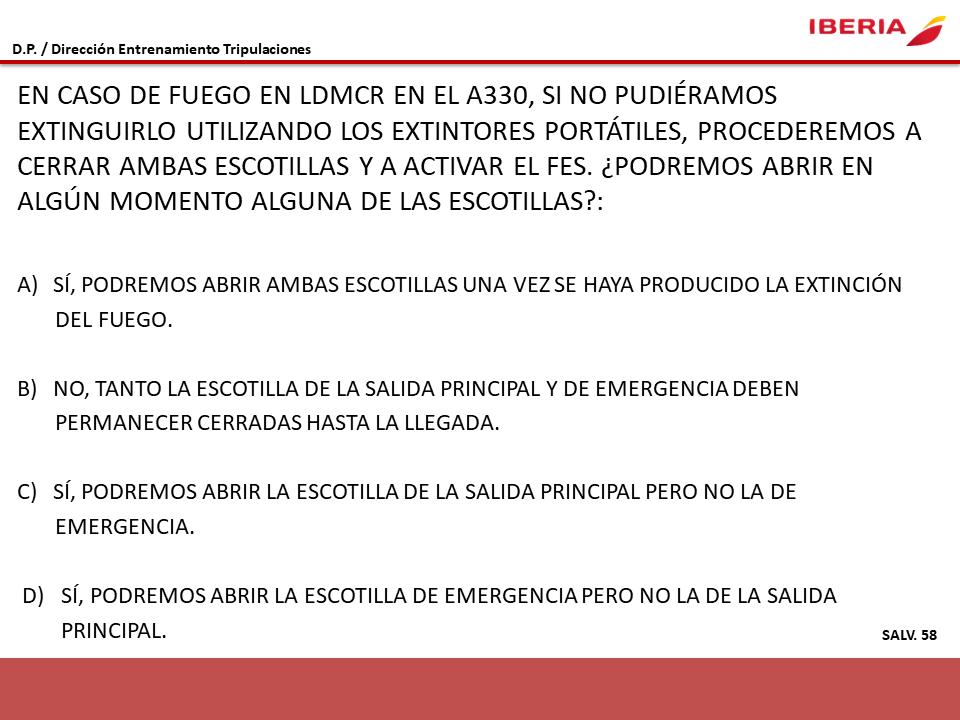 IBERIA
D.P. / Dirección Entrenamiento Tripulaciones
EN CASO DE FUEGO EN LDMCR EN EL A330, SI NO PUDIÉRAMOS
EXTINGUIRLO UTILIZANDO LOS EXTINTORES PORTÁTILES, PROCEDEREMOS A
CERRAR AMBAS ESCOTILLAS Y A ACTIVAR EL FES. ¿PODREMOS ABRIR EN
ALGÚN MOMENTO ALGUNA DE LAS ESCOTILLAS?:
A) SÍ, PODREMOS ABRIR AMBAS ESCOTILLAS UNA VEZ SE HAYA PRODUCIDO LA EXTINCIÓN
DEL FUEGO.
B) NO, TANTO LA ESCOTILLA DE LA SALIDA PRINCIPAL Y DE EMERGENCIA DEBEN
PERMANECER CERRADAS HASTA LA LLEGADA.
C) SÍ, PODREMOS ABRIR LA ESCOTILLA DE LA SALIDA PRINCIPAL PERO NO LA DE
EMERGENCIA.
D) SÍ, PODREMOS ABRIR LA ESCOTILLA DE EMERGENCIA PERO NO LA DE LA SALIDA
PRINCIPAL.
SALV. 58